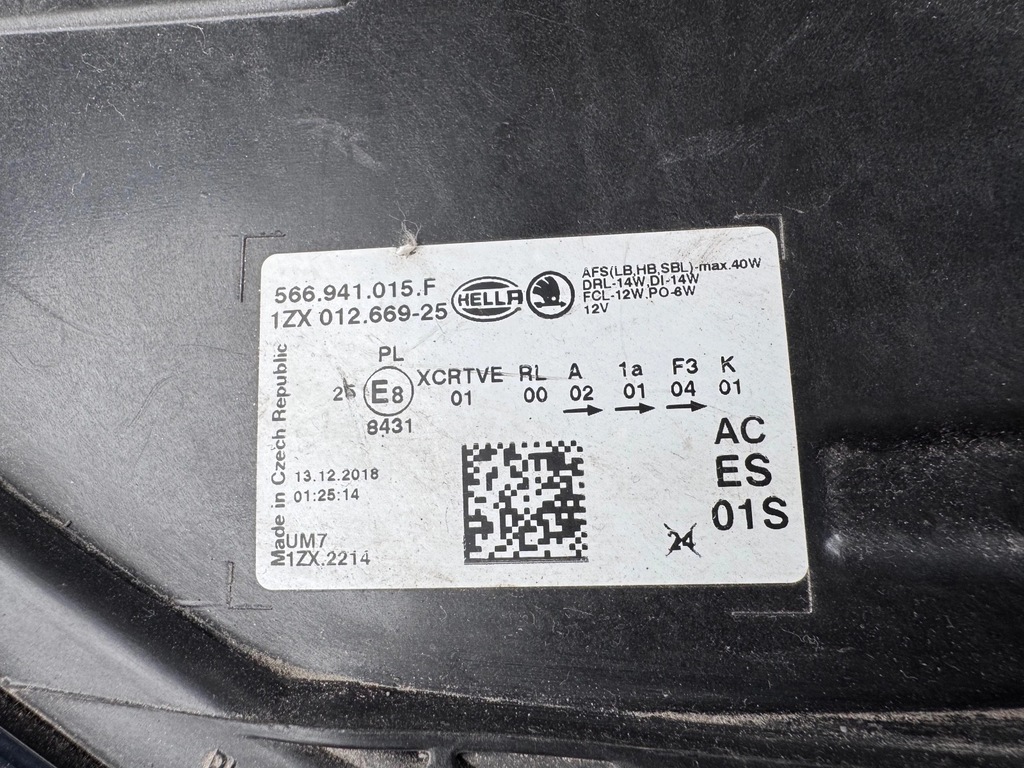 566.941.015.F
1ZX 012.669-25
HELLA
AFS(LB,HB,SBL)-max.40W
DRL-14W,DI-14W
FCL-12W,PO-6W
12V
Made in Czech Republic
PL
25 E8 XCRTVE RL A 1a F3 K
01 00 02 01 04 01
8431
AC
ES
01S
13.12.2018
01:25:14
UM7
1ZX.2214
24